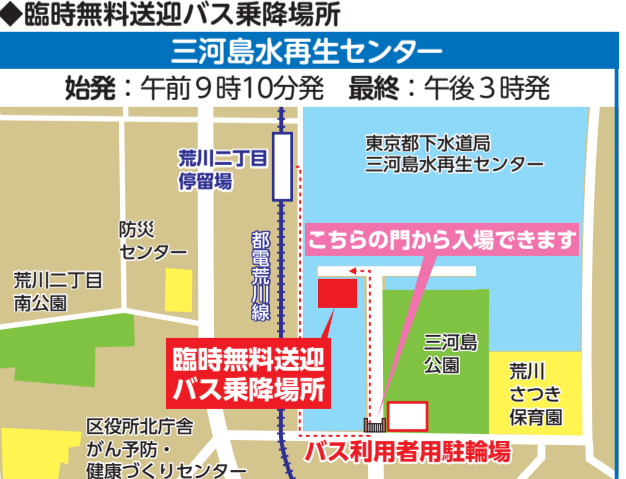 ◆臨時無料送迎バス乗降場所
三河島水再生センター
始発：午前９時10分発　最終：午後３時発
荒川二丁目
停留場
東京都下水道局
三河島水再生センター
防災
センター
都電荒川線
こちらの門から入場できます
荒川二丁目
南公園
臨時無料送迎
バス乗降場所
三河島
公園
荒川
さつき
保育園
区役所北庁舎
がん予防・
健康づくりセンター
バス利用者用駐輪場